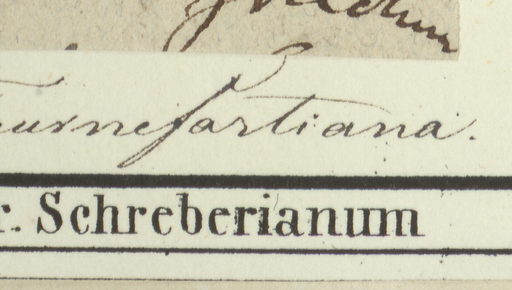 Tournefortiana.
r. Schreberianum